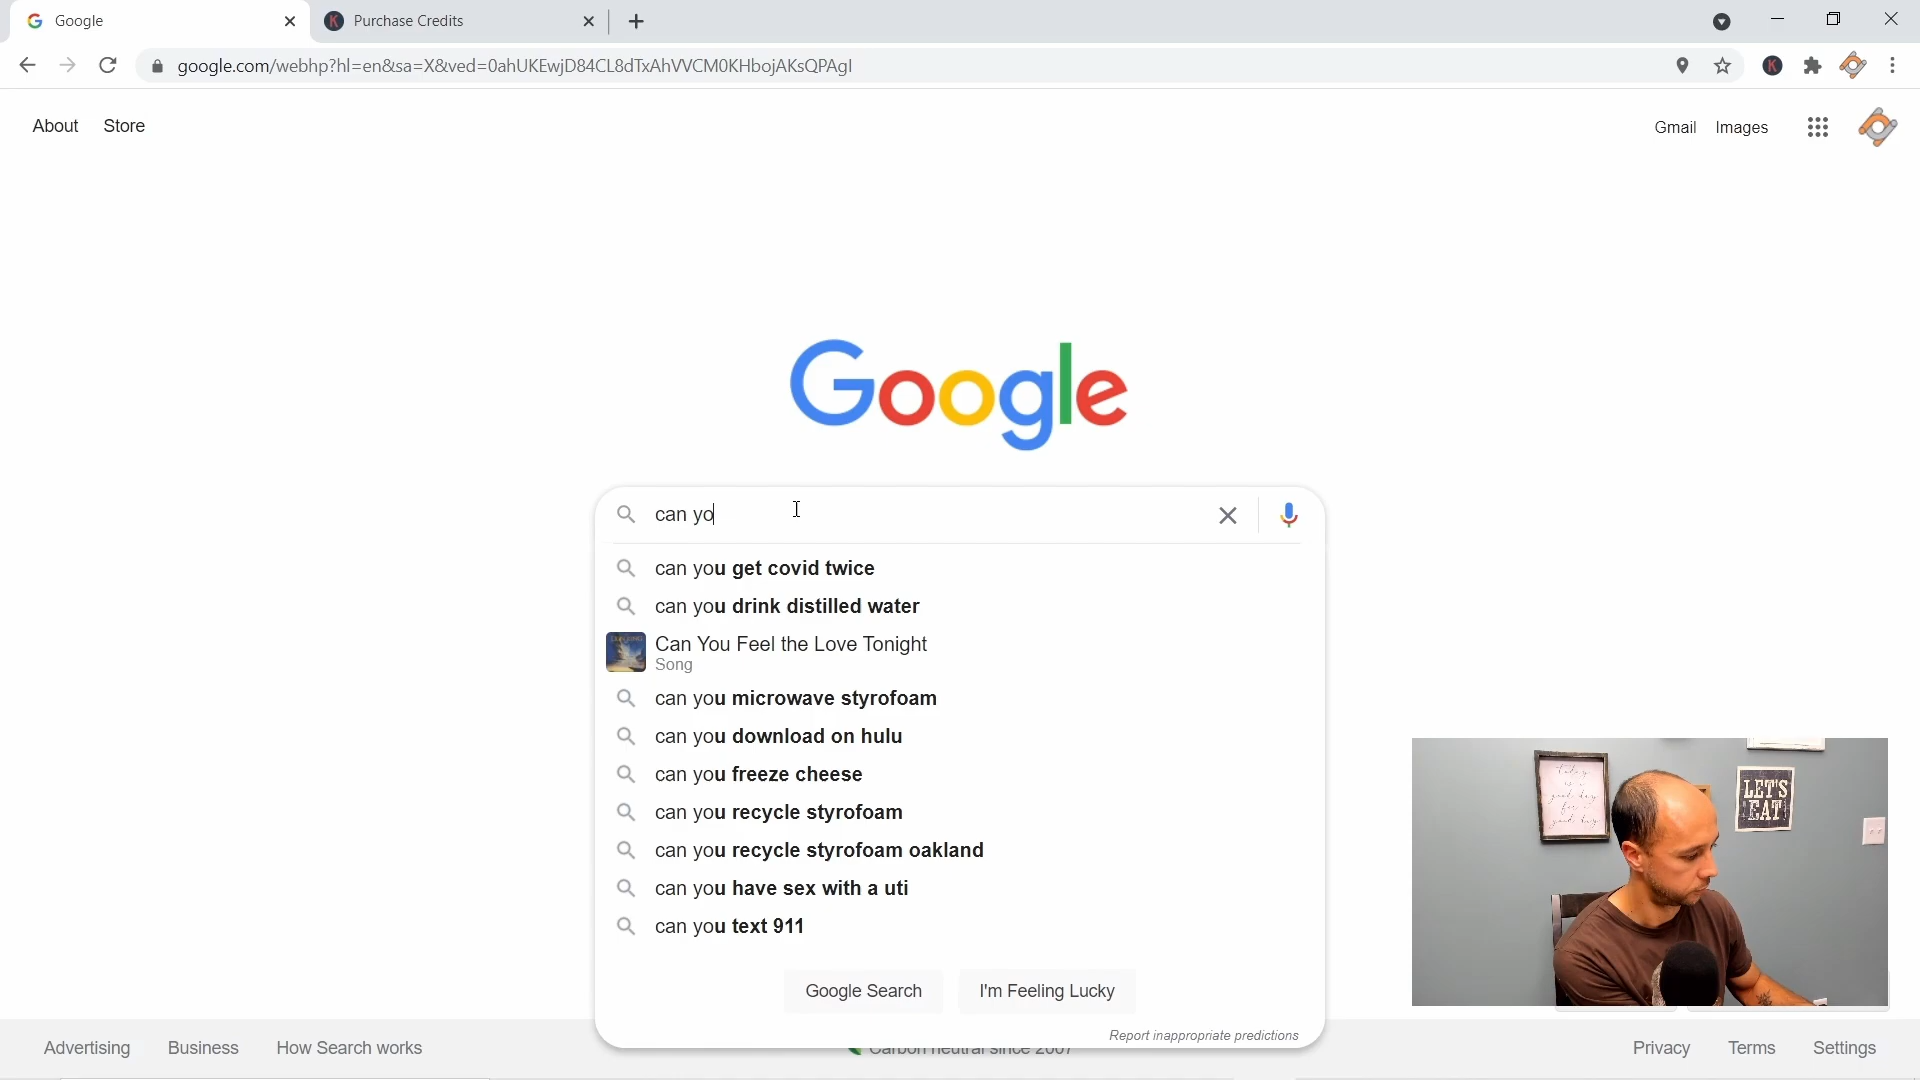 Google
Purchase Credits
google.com/webhp?hl=en&sa=X&ved=0ahUKEwjD84CL8dTxAhVVCM0KHbojAKsQPAgI
About Store
Gmail Images
Google
can yo
can you get covid twice
can you drink distilled water
Can You Feel the Love Tonight
Song
can you microwave styrofoam
can you download on hulu
can you freeze cheese
can you recycle styrofoam
can you recycle styrofoam oakland
can you have sex with a uti
can you text 911
LET'S
EAT
Google Search I'm Feeling Lucky
Report inappropriate predictions
Advertising Business How Search works
Carbon neutral since 2007
Privacy Terms Settings